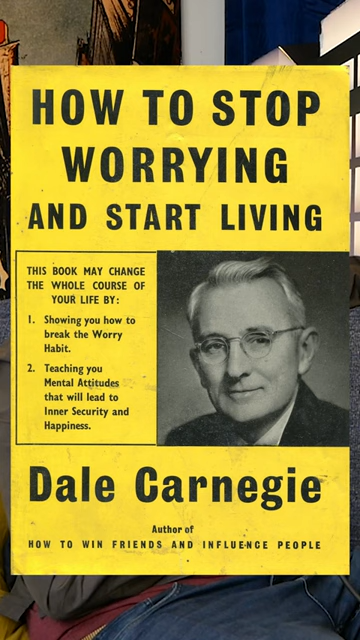 HOW TO STOP
WORRYING
AND START LIVING
THIS BOOK MAY CHANGE
THE WHOLE COURSE OF
YOUR LIFE BY:
1. Showing you how to
break the Worry
Habit.
2. Teaching you
Mental Attitudes
that will lead to
Inner Security and
Happiness.
Dale Carnegie
Author of
HOW TO WIN FRIENDS AND INFLUENCE PEOPLE